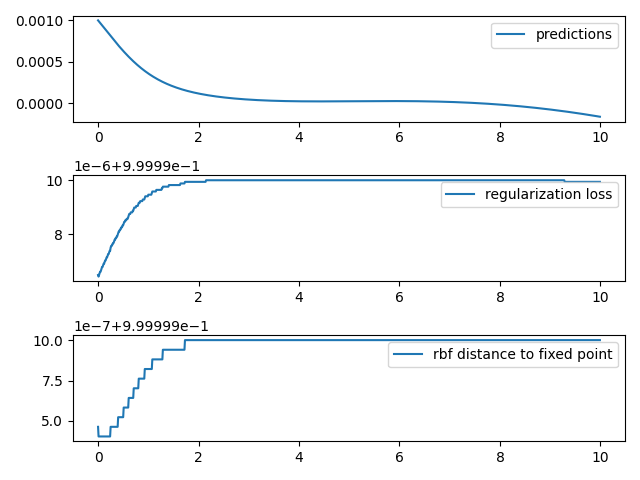 0.0010
predictions
0.0005
0.0000
0 2 4 6 8 10
1e-6+9.9999e-1
10
regularization loss
8
0 2 4 6 8 10
1e-7+9.99999e-1
10.0
rbf distance to fixed point
7.5
5.0
0 2 4 6 8 10